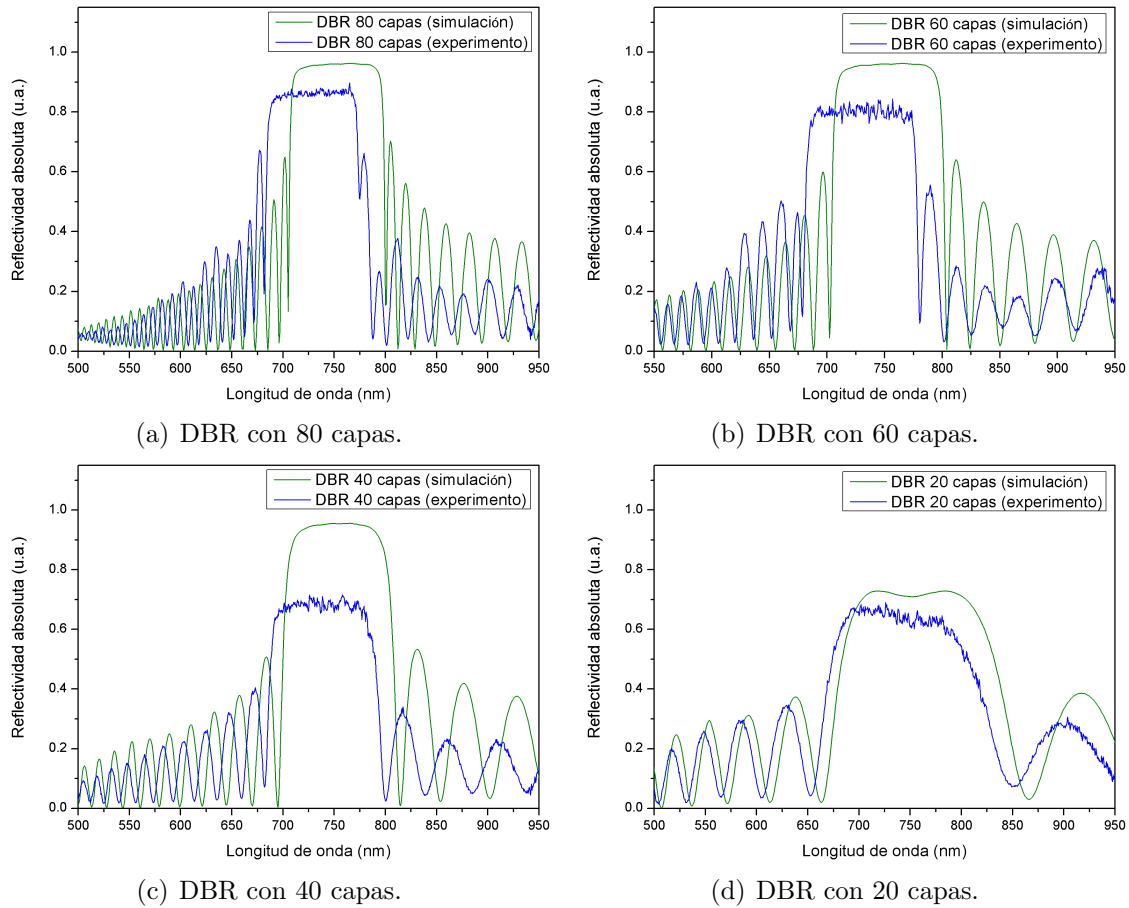 DBR 80 capas (simulación)
DBR 80 capas (experimento)
Reflectividad absoluta (u.a.)
1.0
0.8
0.6
0.4
0.2
0.0
500 550 600 650 700 750 800 850 900 950
Longitud de onda (nm)
(a) DBR con 80 capas.
DBR 60 capas (simulación)
DBR 60 capas (experimento)
Reflectividad absoluta (u.a.)
1.0
0.8
0.6
0.4
0.2
0.0
550 600 650 700 750 800 850 900 950
Longitud de onda (nm)
(b) DBR con 60 capas.
DBR 40 capas (simulación)
DBR 40 capas (experimento)
Reflectividad absoluta (u.a.)
1.0
0.8
0.6
0.4
0.2
0.0
500 550 600 650 700 750 800 850 900 950
Longitud de onda (nm)
(c) DBR con 40 capas.
DBR 20 capas (simulación)
DBR 20 capas (experimento)
Reflectividad absoluta (u.a.)
1.0
0.8
0.6
0.4
0.2
0.0
500 550 600 650 700 750 800 850 900 950
Longitud de onda (nm)
(d) DBR con 20 capas.